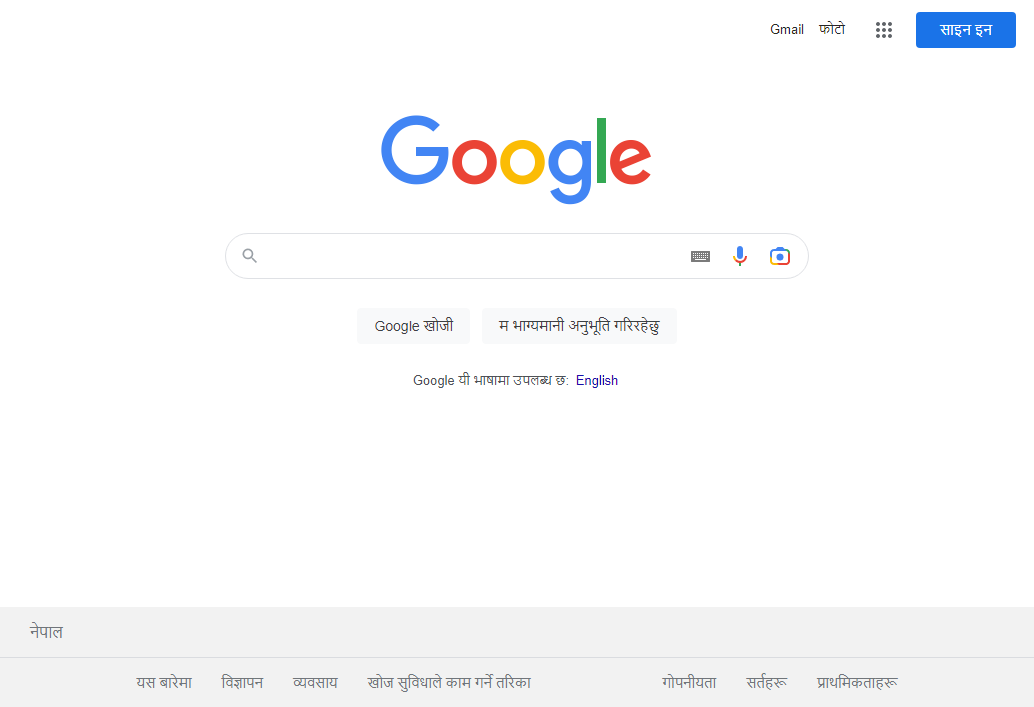 Gmail फोटो साइन इन
Google
Google खोजी म भाग्यमानी अनुभूति गरिरहेछु
Google यी भाषामा उपलब्ध छ: English
नेपाल
यस बारेमा विज्ञापन व्यवसाय खोज सुविधाले काम गर्ने तरिका गोपनीयता सर्तहरू प्राथमिकताहरू